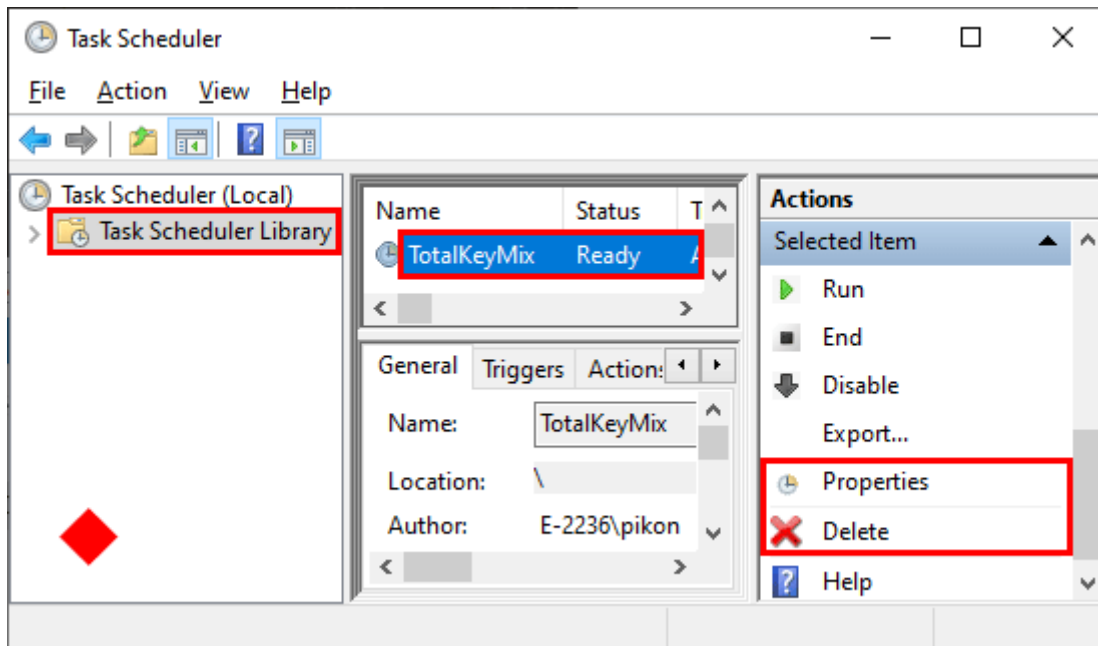 Task Scheduler
File Action View Help
Task Scheduler (Local)
Task Scheduler Library
Name Status T
TotalKeyMix Ready A
General Triggers Actions
Name: TotalKeyMix
Location: \
Author: E-2236\pikon
Actions
Selected Item
Run
End
Disable
Export...
Properties
Delete
Help